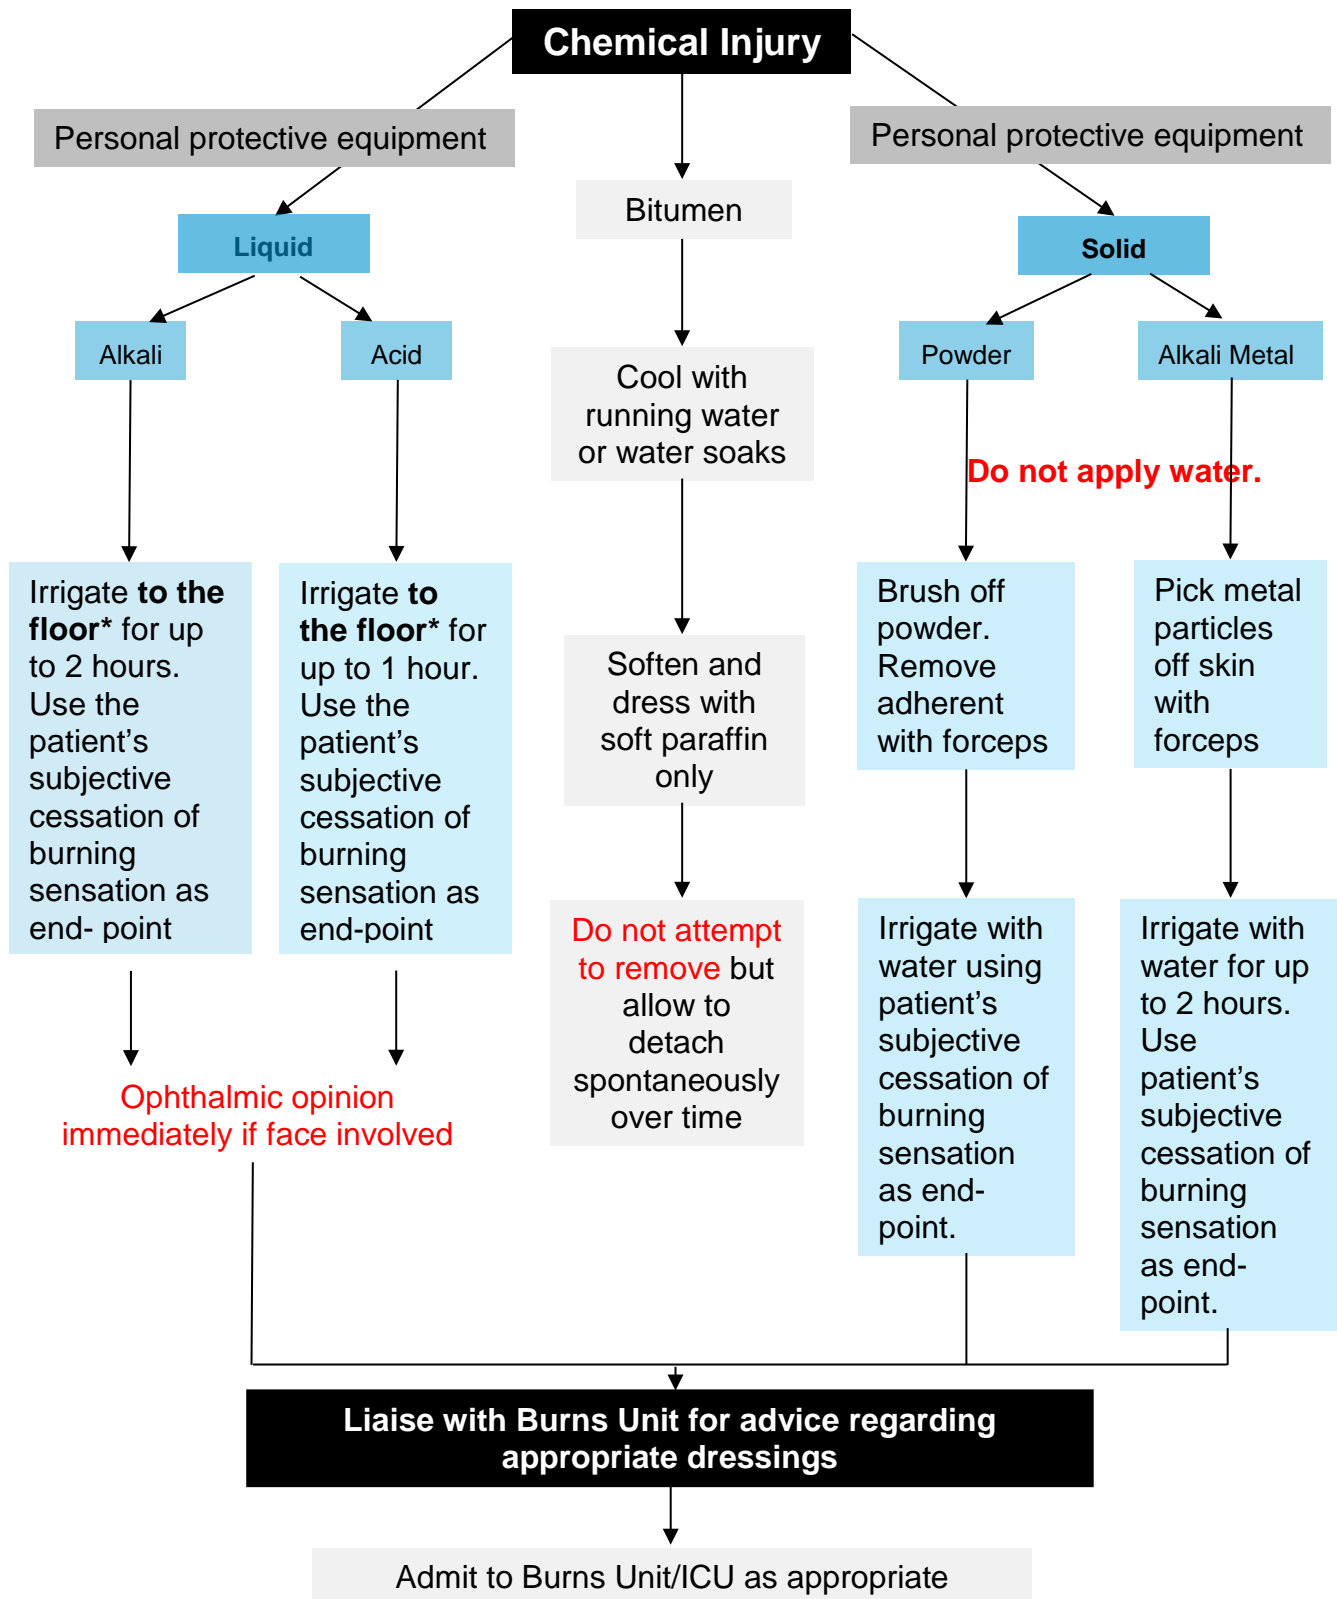 Chemical Injury
Personal protective equipment
Personal protective equipment
Bitumen
Liquid
Solid
Alkali
Acid
Powder
Alkali Metal
Cool with
running water
or water soaks
Do not apply water.
Irrigate to the
floor* for up
to 2 hours.
Use the
patient’s
subjective
cessation of
burning
sensation as
end- point
Irrigate to
the floor* for
up to 1 hour.
Use the
patient’s
subjective
cessation of
burning
sensation as
end-point
Soften and
dress with
soft paraffin
only
Brush off
powder.
Remove
adherent
with forceps
Pick metal
particles
off skin
with
forceps
Do not attempt
to remove but
allow to
detach
spontaneously
over time
Irrigate with
water using
patient’s
subjective
cessation of
burning
sensation
as end-
point.
Irrigate with
water for up
to 2 hours.
Use
patient’s
subjective
cessation of
burning
sensation
as end-
point.
Ophthalmic opinion
immediately if face involved
Liaise with Burns Unit for advice regarding
appropriate dressings
Admit to Burns Unit/ICU as appropriate